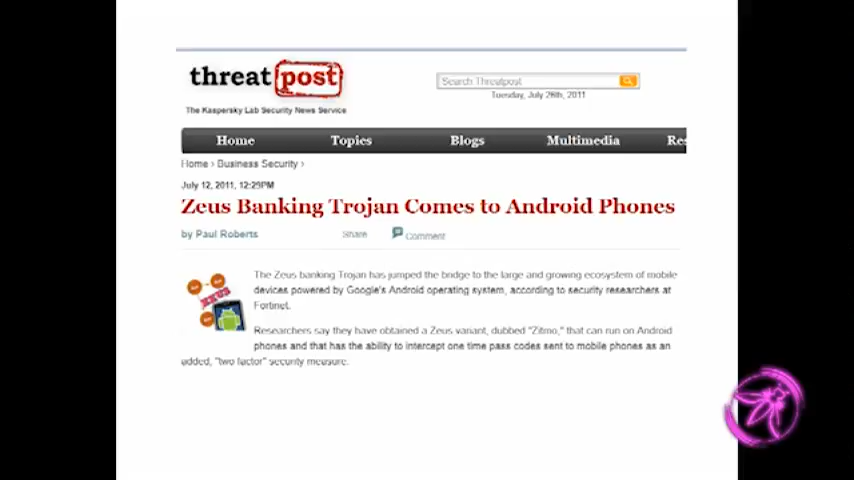 threat post
The Kaspersky Lab Security News Service
Search Threatpost
Tuesday, July 26th, 2011
Home Topics Blogs Multimedia Res
Home › Business Security ›
July 12, 2011, 12:29PM
Zeus Banking Trojan Comes to Android Phones
by Paul Roberts Share Comment
ZEUS
The Zeus banking Trojan has jumped the bridge to the large and growing ecosystem of mobile
devices powered by Google's Android operating system, according to security researchers at
Fortinet.
Researchers say they have obtained a Zeus variant, dubbed "Zitmo," that can run on Android
phones and that has the ability to intercept one time pass codes sent to mobile phones as an
added, "two factor" security measure.